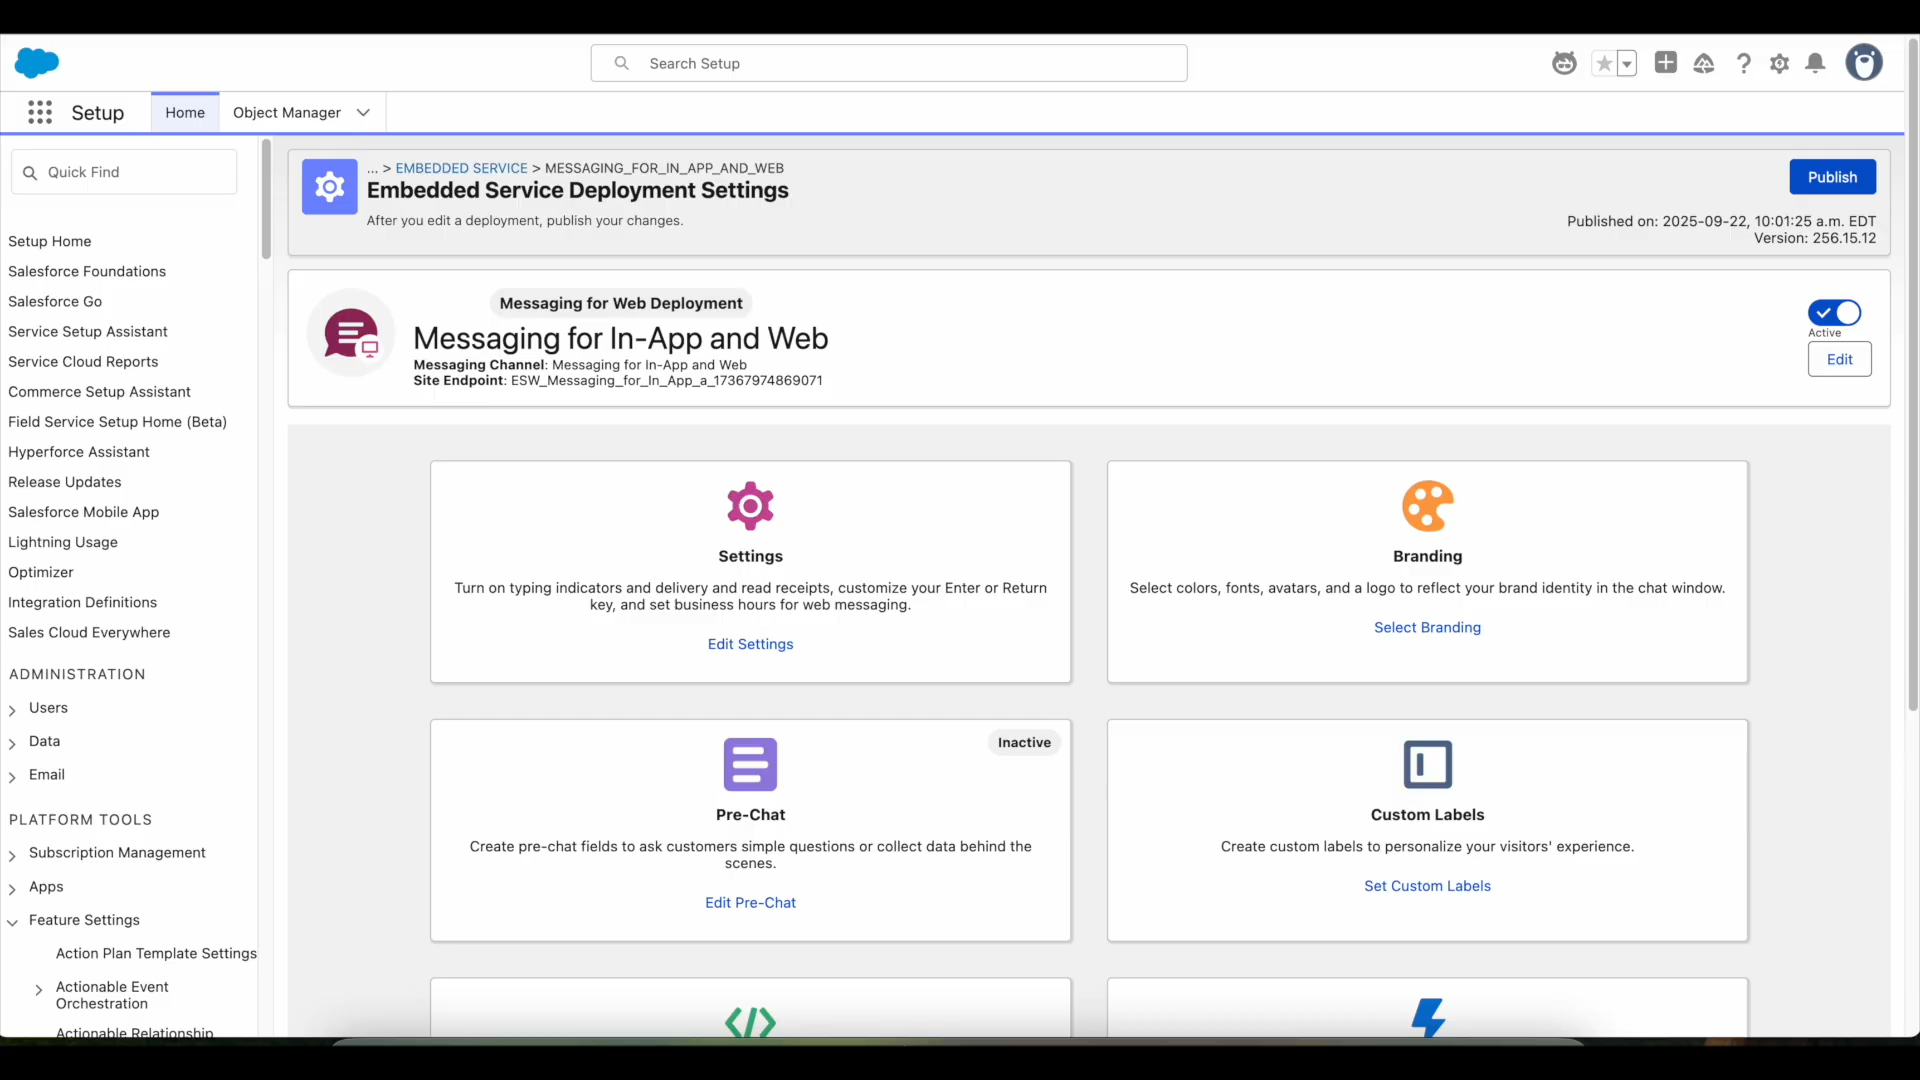 Search Setup
Setup
Home
Object Manager
Quick Find
Setup Home
Salesforce Foundations
Salesforce Go
Service Setup Assistant
Service Cloud Reports
Commerce Setup Assistant
Field Service Setup Home (Beta)
Hyperforce Assistant
Release Updates
Salesforce Mobile App
Lightning Usage
Optimizer
Integration Definitions
Sales Cloud Everywhere
ADMINISTRATION
Users
Data
Email
PLATFORM TOOLS
Subscription Management
Apps
Feature Settings
Action Plan Template Settings
Actionable Event
Orchestration
Actionable Relationship
... > EMBEDDED SERVICE > MESSAGING_FOR_IN_APP_AND_WEB
Embedded Service Deployment Settings
After you edit a deployment, publish your changes.
Publish
Published on: 2025-09-22, 10:01:25 a.m. EDT
Version: 256.15.12
Messaging for Web Deployment
Messaging for In-App and Web
Messaging Channel: Messaging for In-App and Web
Site Endpoint: ESW_Messaging_for_In_App_a_17367974869071
Active
Edit
Settings
Turn on typing indicators and delivery and read receipts, customize your Enter or Return
key, and set business hours for web messaging.
Edit Settings
Branding
Select colors, fonts, avatars, and a logo to reflect your brand identity in the chat window.
Select Branding
Inactive
Pre-Chat
Create pre-chat fields to ask customers simple questions or collect data behind the
scenes.
Edit Pre-Chat
Custom Labels
Create custom labels to personalize your visitors' experience.
Set Custom Labels